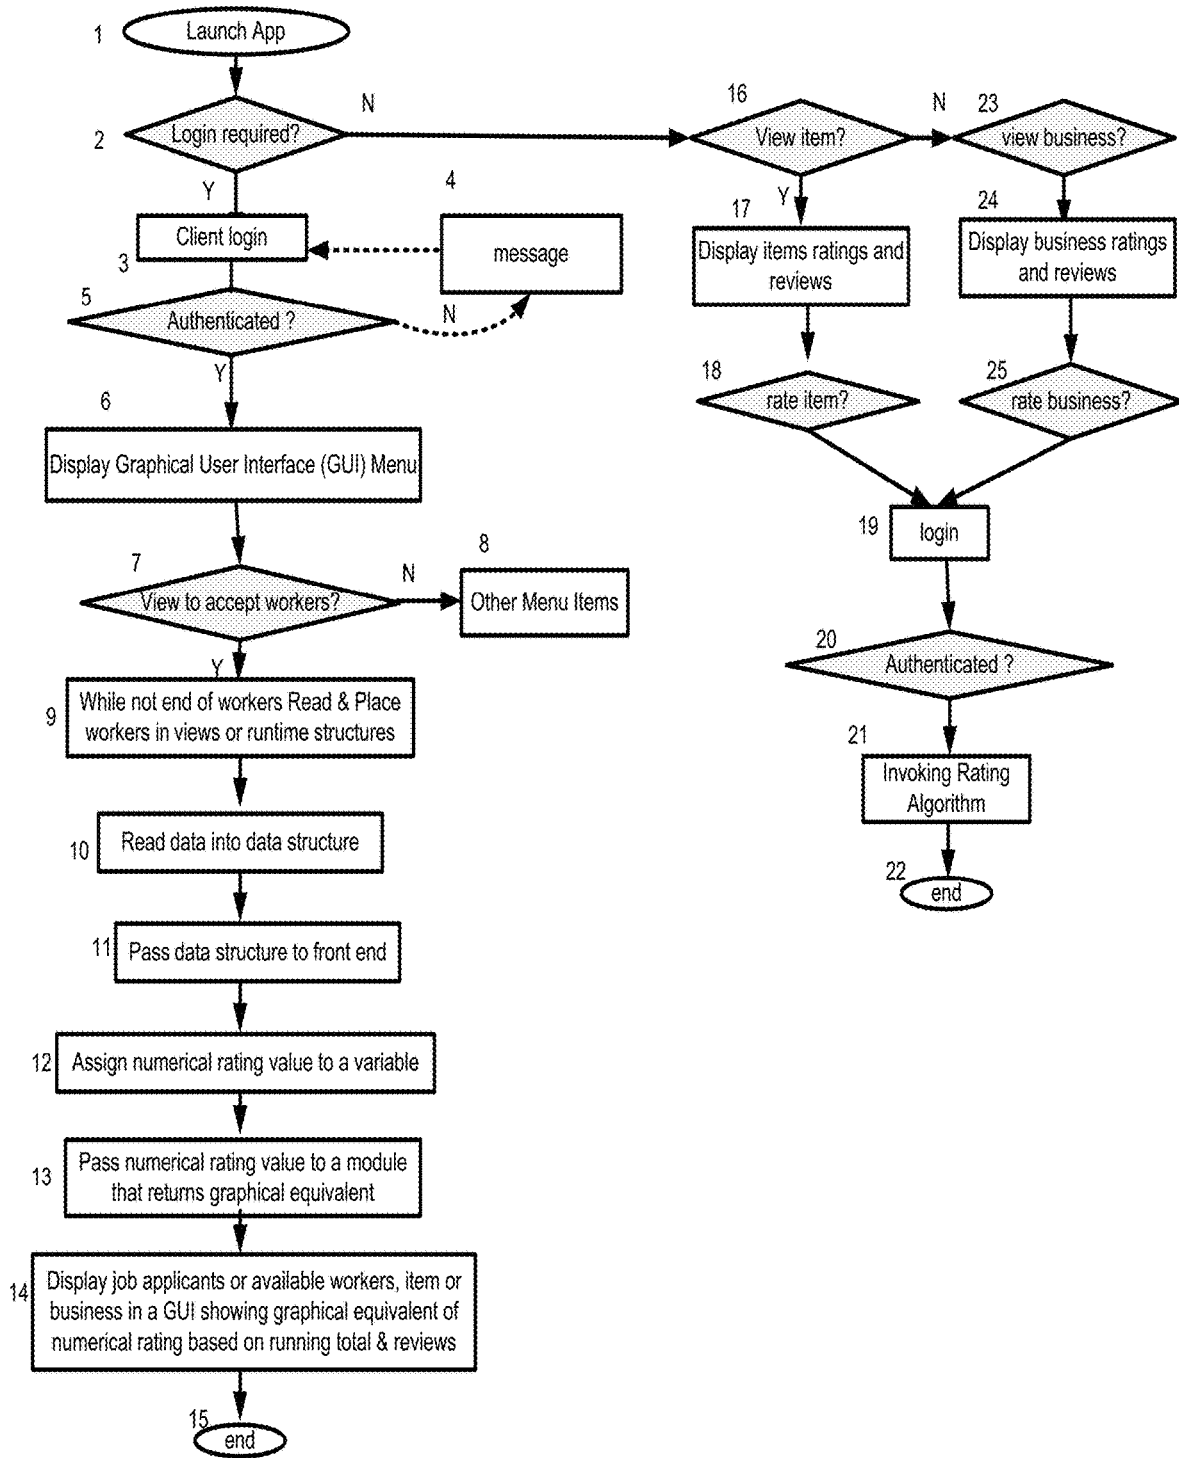 1
Launch App
2
Login required?
N
Y
3
Client login
4
message
5
Authenticated ?
N
Y
6
Display Graphical User Interface (GUI) Menu
7
View to accept workers?
N
8
Other Menu Items
Y
9
While not end of workers Read & Place
workers in views or runtime structures
10
Read data into data structure
11
Pass data structure to front end
12
Assign numerical rating value to a variable
13
Pass numerical rating value to a module
that returns graphical equivalent
14
Display job applicants or available workers, item or
business in a GUI showing graphical equivalent of
numerical rating based on running total & reviews
15
end
16
View item?
N
Y
17
Display items ratings and
reviews
18
rate item?
23
view business?
24
Display business ratings
and reviews
25
rate business?
19
login
20
Authenticated ?
21
Invoking Rating
Algorithm
22
end